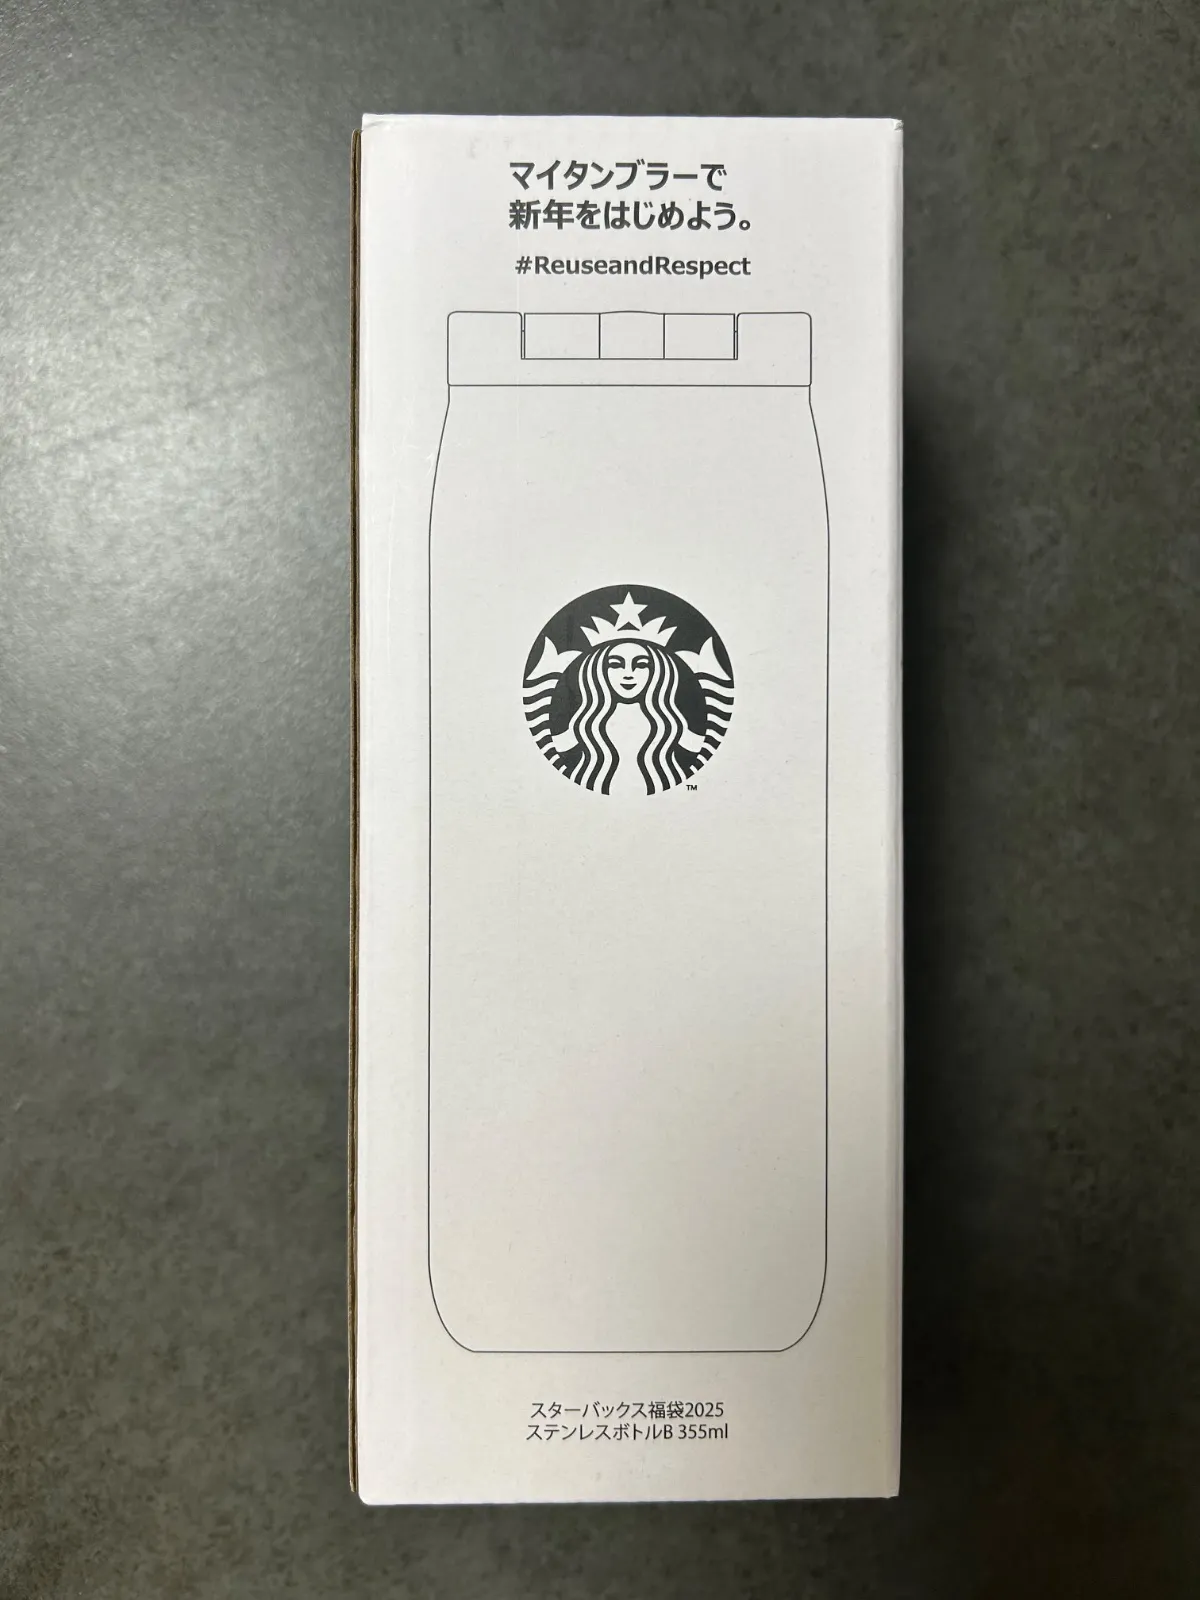 マイタンブラーで
新年をはじめよう。
#ReuseandRespect
TM
スターバックス福袋2025
ステンレスボトルB 355ml